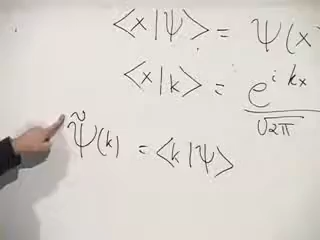 <x|ψ> = ψ(x
<x|k> = e^{ikx}/√2π
ψ̃(k) = <k|ψ>